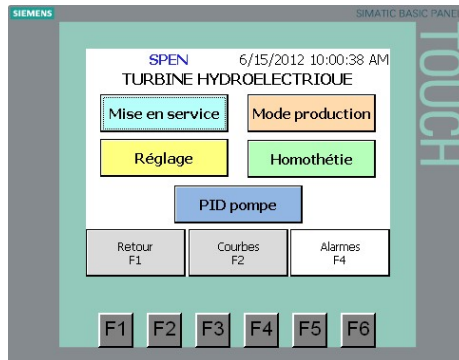 SIEMENS
SIMATIC BASIC PANEL
TOUCH
SPEN 6/15/2012 10:00:38 AM
TURBINE HYDROELECTRIQUE
Mise en service Mode production
Réglage Homothétie
PID pompe
Retour Courbes Alarmes
F1 F2 F4
F1 F2 F3 F4 F5 F6